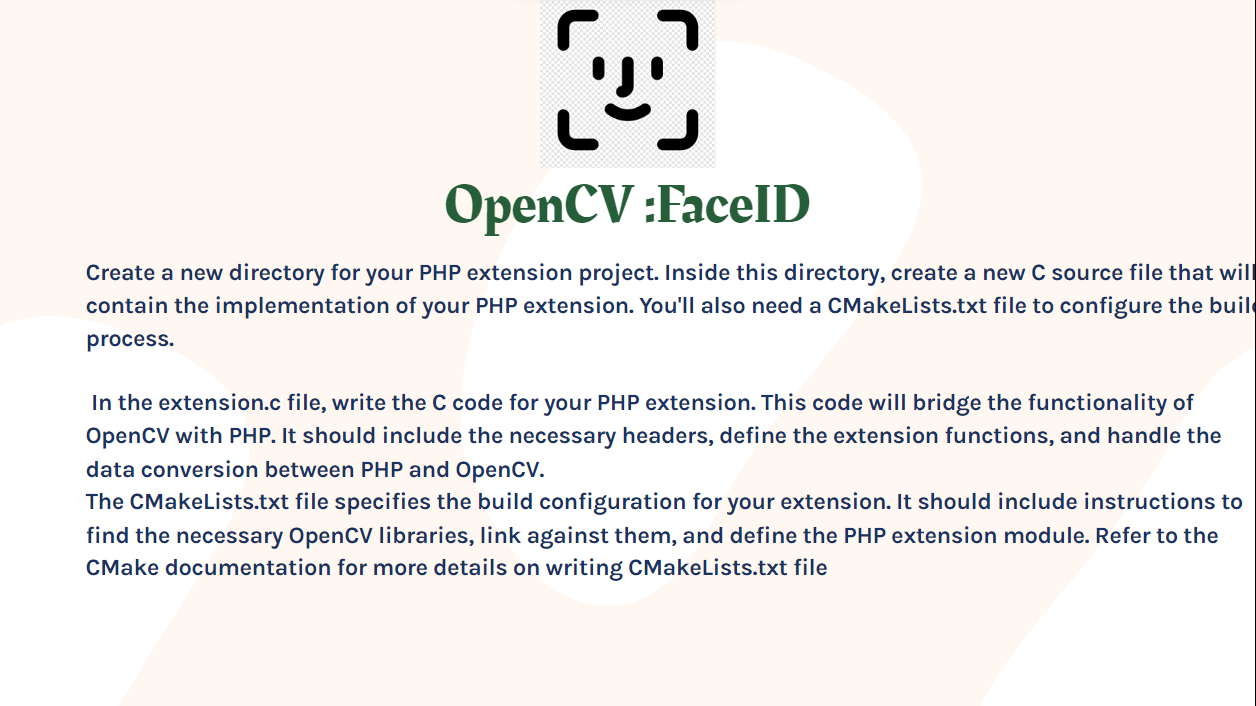 OpenCV :FaceID
Create a new directory for your PHP extension project. Inside this directory, create a new C source file that will
contain the implementation of your PHP extension. You'll also need a CMakeLists.txt file to configure the build
process.
In the extension.c file, write the C code for your PHP extension. This code will bridge the functionality of
OpenCV with PHP. It should include the necessary headers, define the extension functions, and handle the
data conversion between PHP and OpenCV.
The CMakeLists.txt file specifies the build configuration for your extension. It should include instructions to
find the necessary OpenCV libraries, link against them, and define the PHP extension module. Refer to the
CMake documentation for more details on writing CMakeLists.txt file